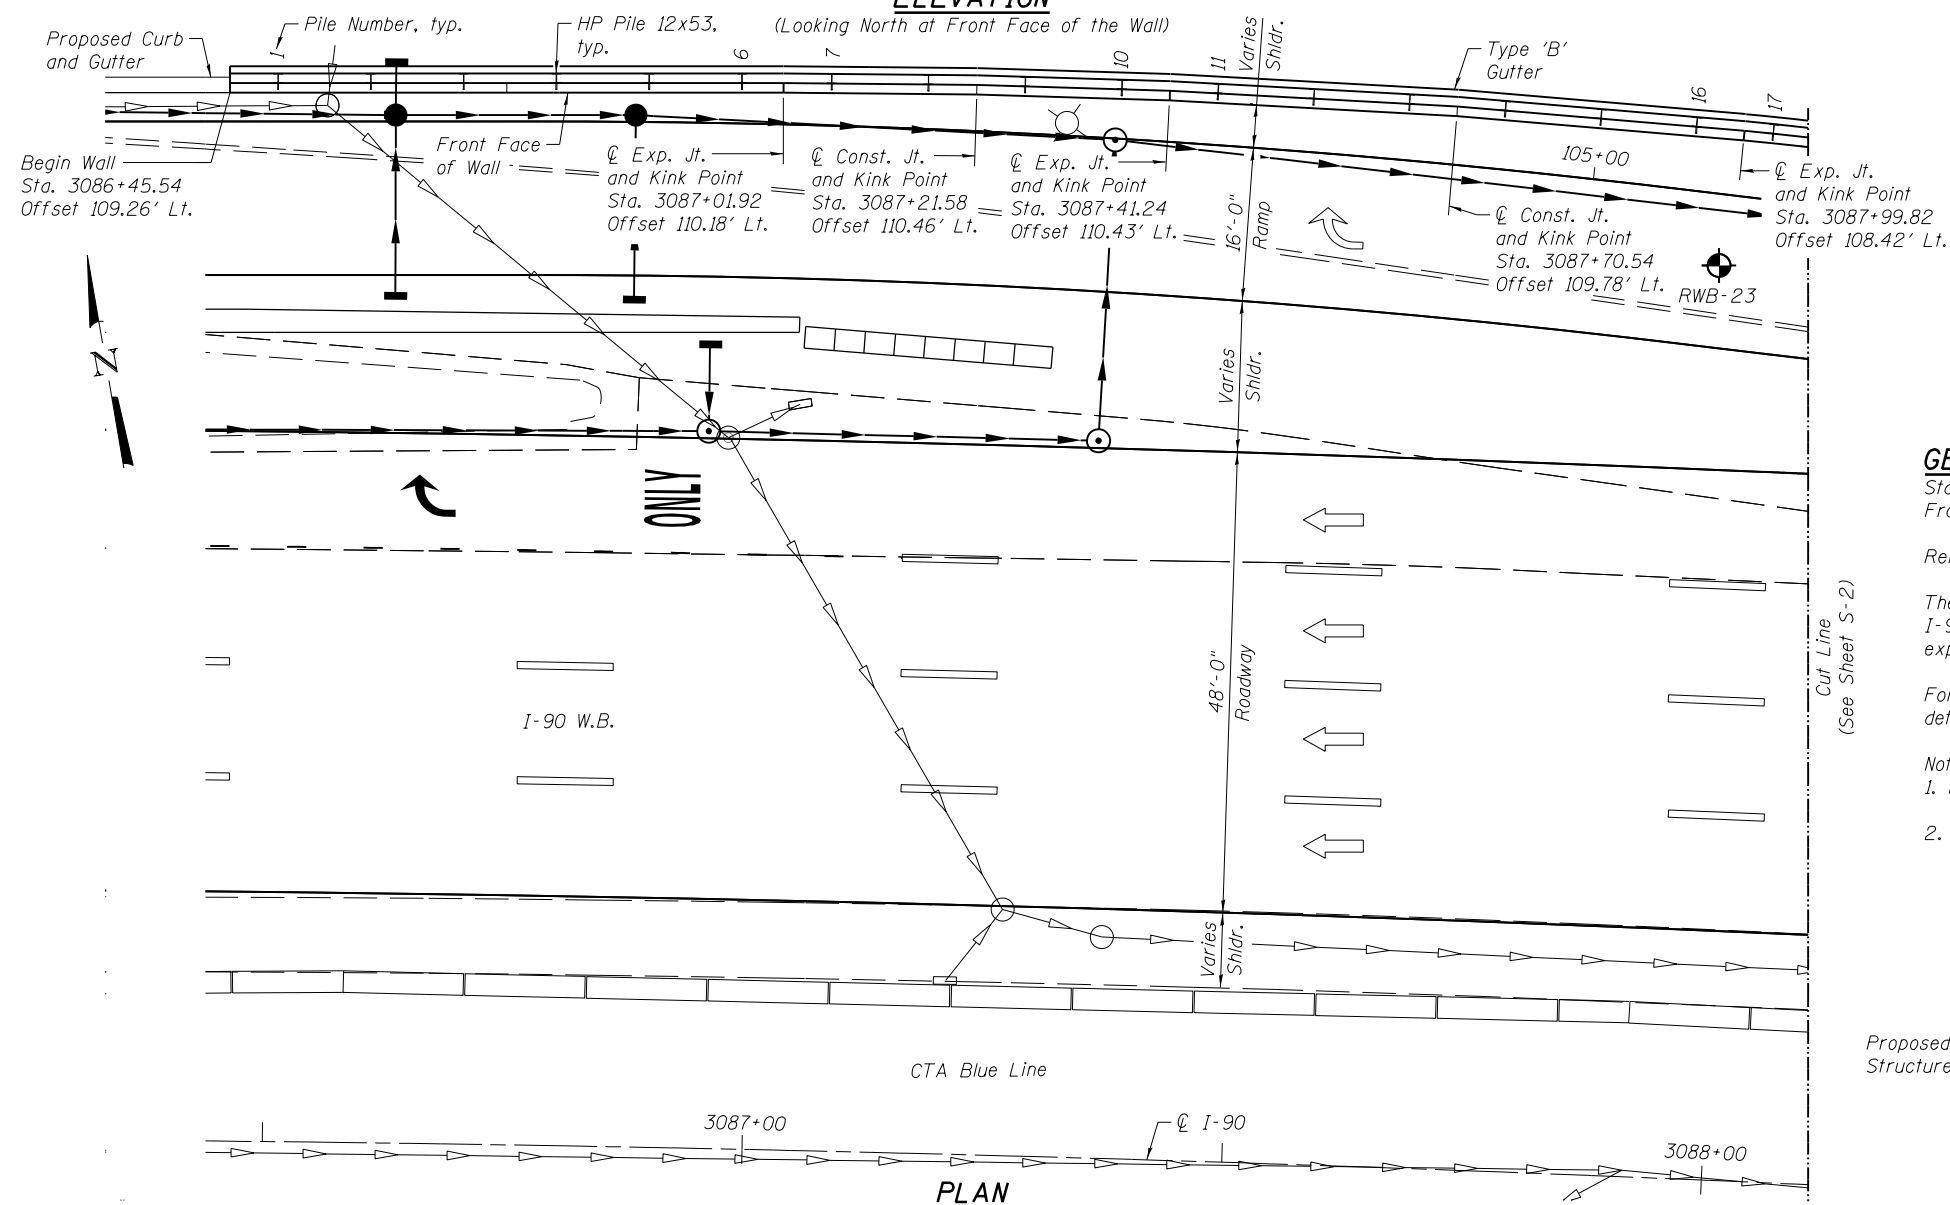 ELEVATION
(Looking North at Front Face of the Wall)
Proposed Curb
and Gutter
1
Pile Number, typ.
HP Pile 12x53,
typ.
6
7
10
11
Varies
Shldr.
Type 'B'
Gutter
16
17
Begin Wall
Sta. 3086+45.54
Offset 109.26' Lt.
Front Face
of Wall
℄ Exp. Jt.
and Kink Point
Sta. 3087+01.92
Offset 110.18' Lt.
℄ Const. Jt.
and Kink Point
Sta. 3087+21.58
Offset 110.46' Lt.
℄ Exp. Jt.
and Kink Point
Sta. 3087+41.24
Offset 110.43' Lt.
16'-0"
Ramp
105+00
℄ Const. Jt.
and Kink Point
Sta. 3087+70.54
Offset 109.78' Lt.
℄ Exp. Jt.
and Kink Point
Sta. 3087+99.82
Offset 108.42' Lt.
RWB-23
N
Varies
Shldr.
ONLY
48'-0"
Roadway
I-90 W.B.
Cut Line
(See Sheet S-2)
Varies
Shldr.
CTA Blue Line
3087+00
℄ I-90
3088+00
PLAN
1.
2.
Proposed
Structure